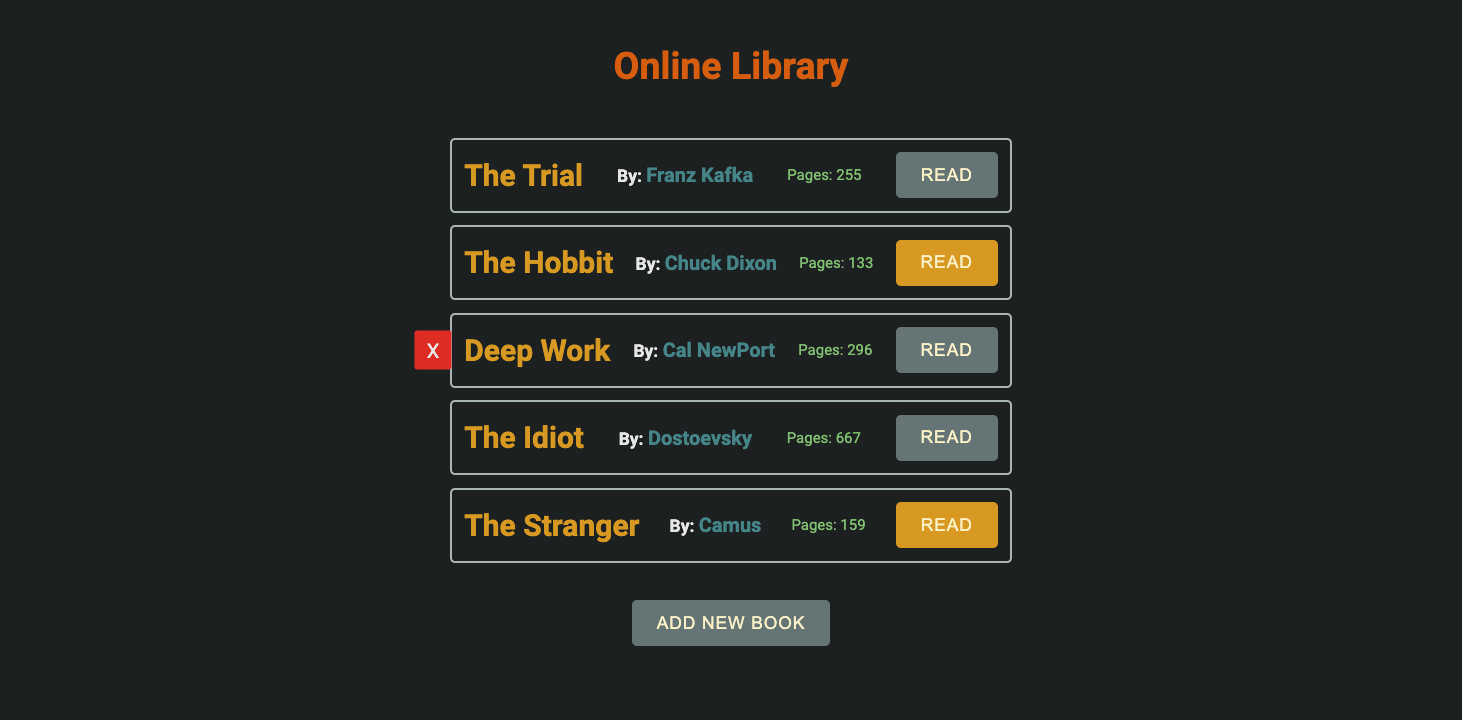 Online Library
The Trial By: Franz Kafka Pages: 255 READ
The Hobbit By: Chuck Dixon Pages: 133 READ
X Deep Work By: Cal NewPort Pages: 296 READ
The Idiot By: Dostoevsky Pages: 667 READ
The Stranger By: Camus Pages: 159 READ
ADD NEW BOOK